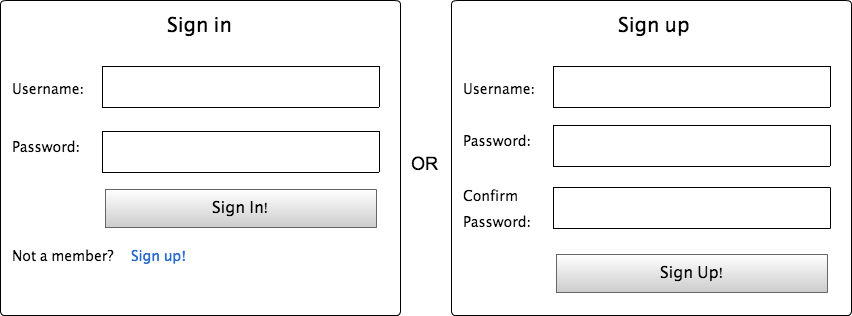 Sign in
Username:
Password:
Sign In!
Not a member? Sign up!
OR
Sign up
Username:
Password:
Confirm
Password:
Sign Up!